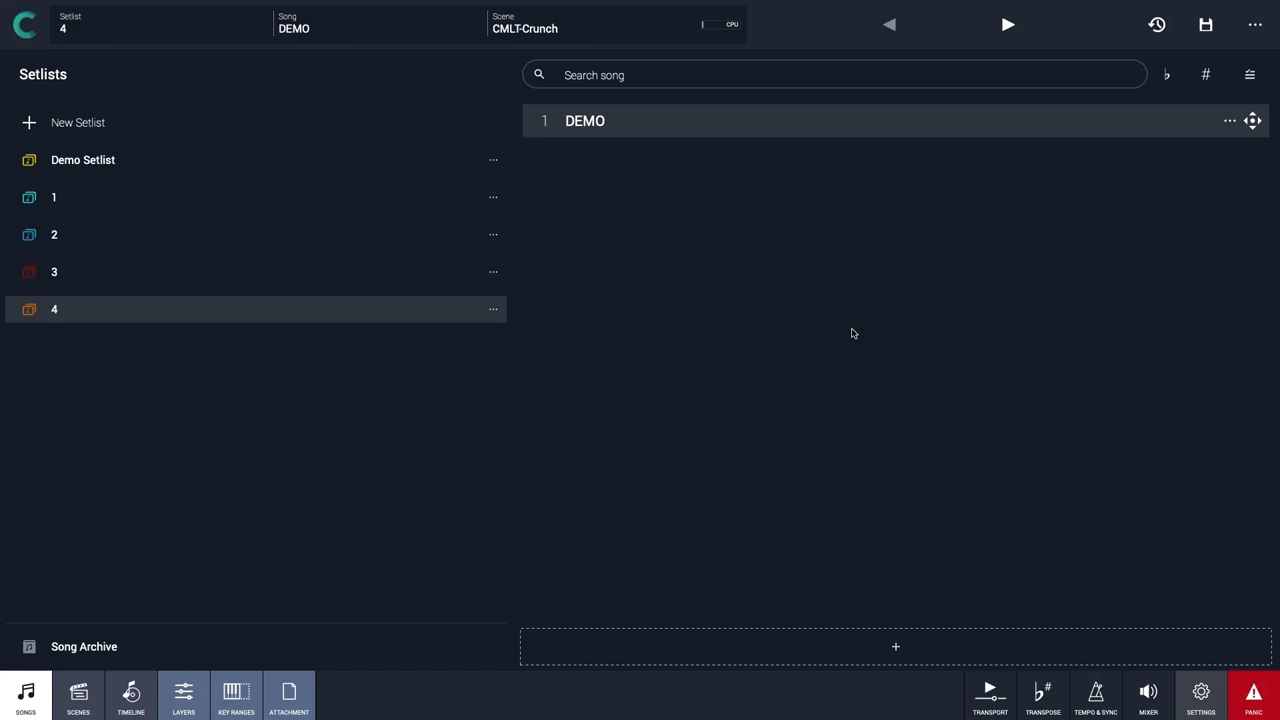 Setlist
4
Song
DEMO
Scene
CMLT-Crunch
CPU
Setlists
Search song
♭
#
New Setlist
1 DEMO
Demo Setlist
1
2
3
4
Song Archive
+
SONGS
SCENES
TIMELINE
LAYERS
KEY RANGES
ATTACHMENT
TRANSPORT
TRANSPOSE
TEMPO & SYNC
MIXER
SETTINGS
PANIC